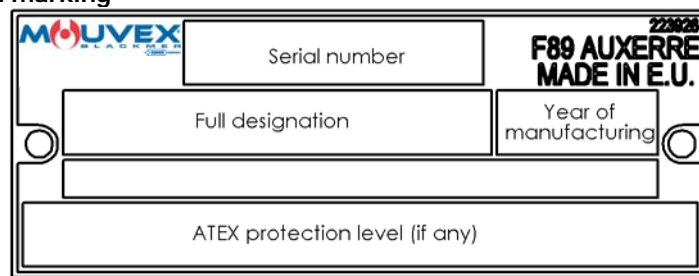 marking
MOUVEX
BLACKMER
Serial number
223926
F89 AUXERRE
MADE IN E.U.
Full designation
Year of
manufacturing
ATEX protection level (if any)